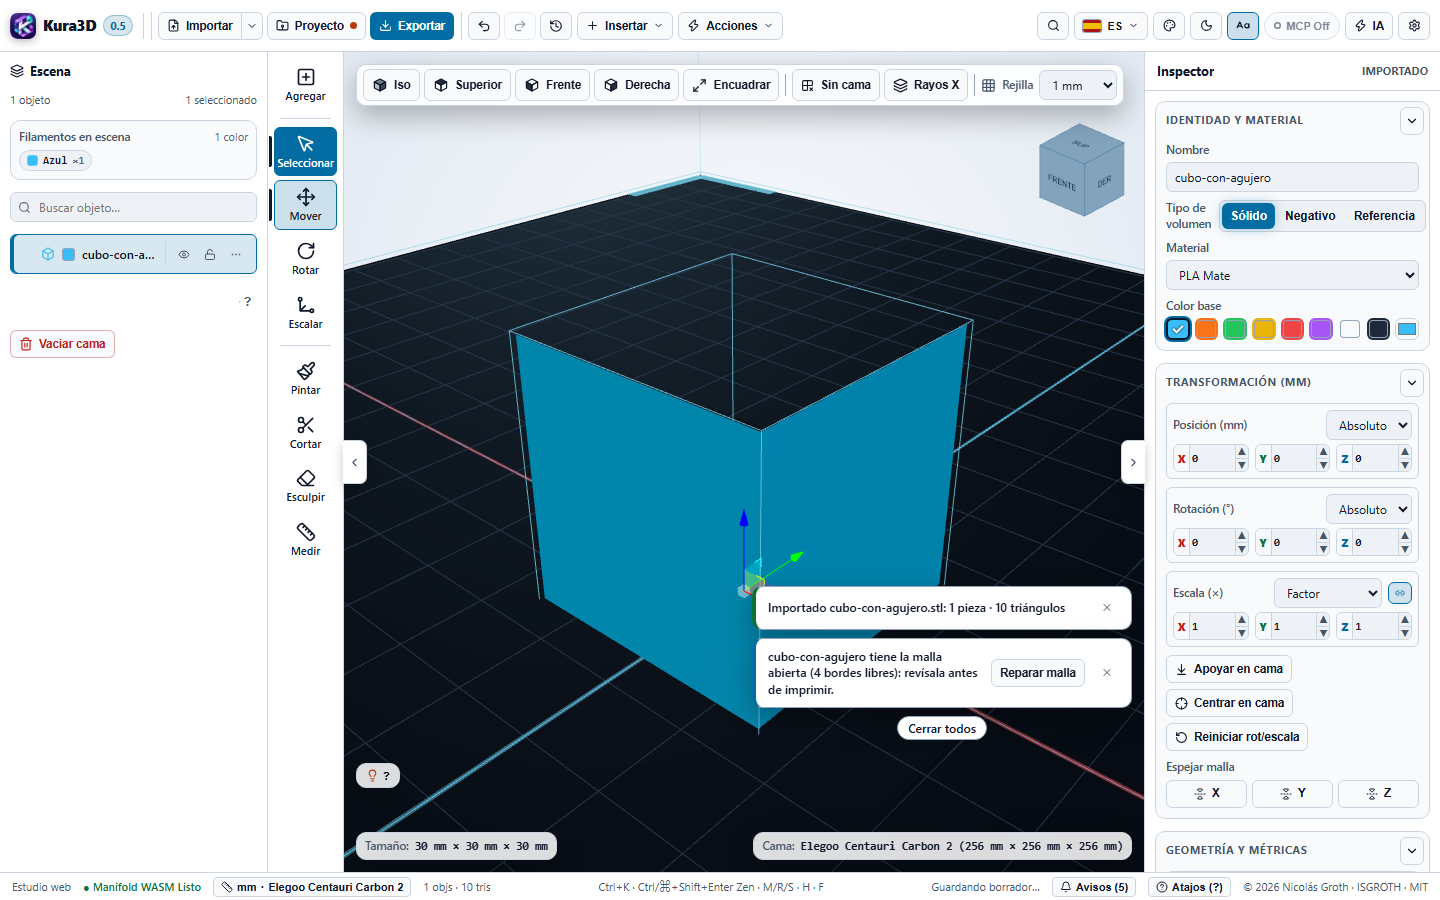 Kura3D 0.5 Importar Proyecto Exportar Insertar Acciones ES Aa MCP Off IA
Escena
1 objeto 1 seleccionado
Filamentos en escena 1 color
Azul ×1
Buscar objeto...
cubo-con-a...
?
Vaciar cama
Agregar
Seleccionar
Mover
Rotar
Escalar
Pintar
Cortar
Esculpir
Medir
Iso Superior Frente Derecha Encuadrar Sin cama Rayos X Rejilla 1 mm
SUP
FRENTE DER
Importado cubo-con-agujero.stl: 1 pieza · 10 triángulos ×
cubo-con-agujero tiene la malla
abierta (4 bordes libres): revísala antes
de imprimir.
Reparar malla ×
Cerrar todos
?
Tamaño: 30 mm × 30 mm × 30 mm
Cama: Elegoo Centauri Carbon 2 (256 mm × 256 mm × 256 mm)
Inspector IMPORTADO
IDENTIDAD Y MATERIAL
Nombre
cubo-con-agujero
Tipo de
volumen
Sólido Negativo Referencia
Material
PLA Mate
Color base
TRANSFORMACIÓN (MM)
Posición (mm) Absoluto
X 0 Y 0 Z 0
Rotación (°) Absoluto
X 0 Y 0 Z 0
Escala (×) Factor
X 1 Y 1 Z 1
Apoyar en cama
Centrar en cama
Reiniciar rot/escala
Espejar malla
X Y Z
GEOMETRÍA Y MÉTRICAS
Estudio web ● Manifold WASM Listo mm · Elegoo Centauri Carbon 2 1 objs · 10 tris Ctrl+K · Ctrl/⌘+Shift+Enter Zen · M/R/S · H · F Guardando borrador... Avisos (5) Atajos (?) © 2026 Nicolás Groth · ISGROTH · MIT